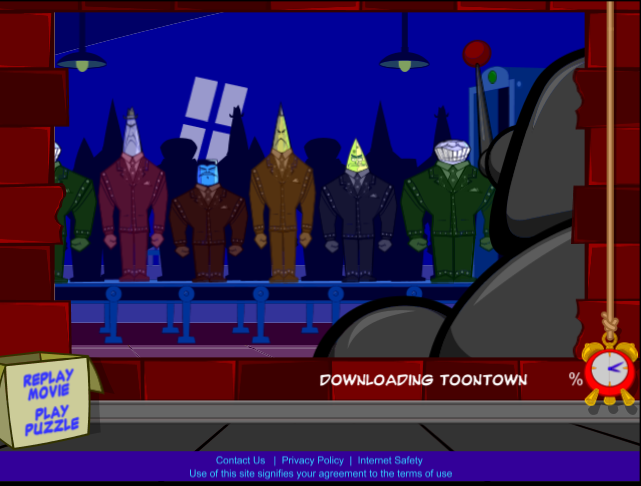 DOWNLOADING TOONTOWN %
REPLAY
MOVIE
PLAY
PUZZLE
Contact Us | Privacy Policy | Internet Safety
Use of this site signifies your agreement to the terms of use